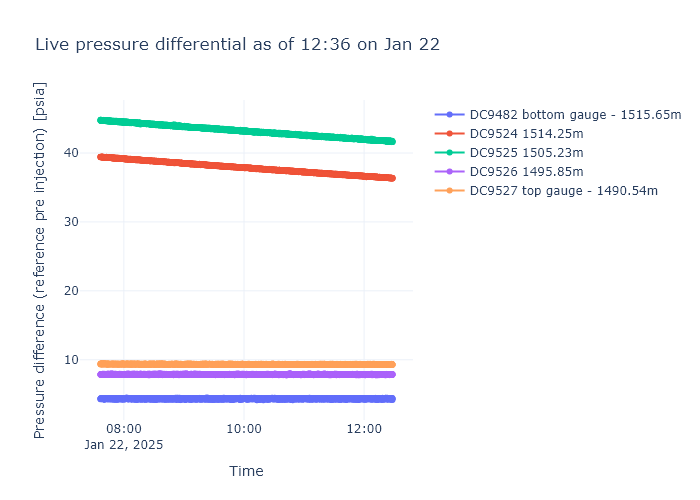 Live pressure differential as of 12:36 on Jan 22
Pressure difference (reference pre injection) [psia]
40
30
20
10
08:00
Jan 22, 2025
10:00
12:00
Time
DC9482 bottom gauge - 1515.65m
DC9524 1514.25m
DC9525 1505.23m
DC9526 1495.85m
DC9527 top gauge - 1490.54m